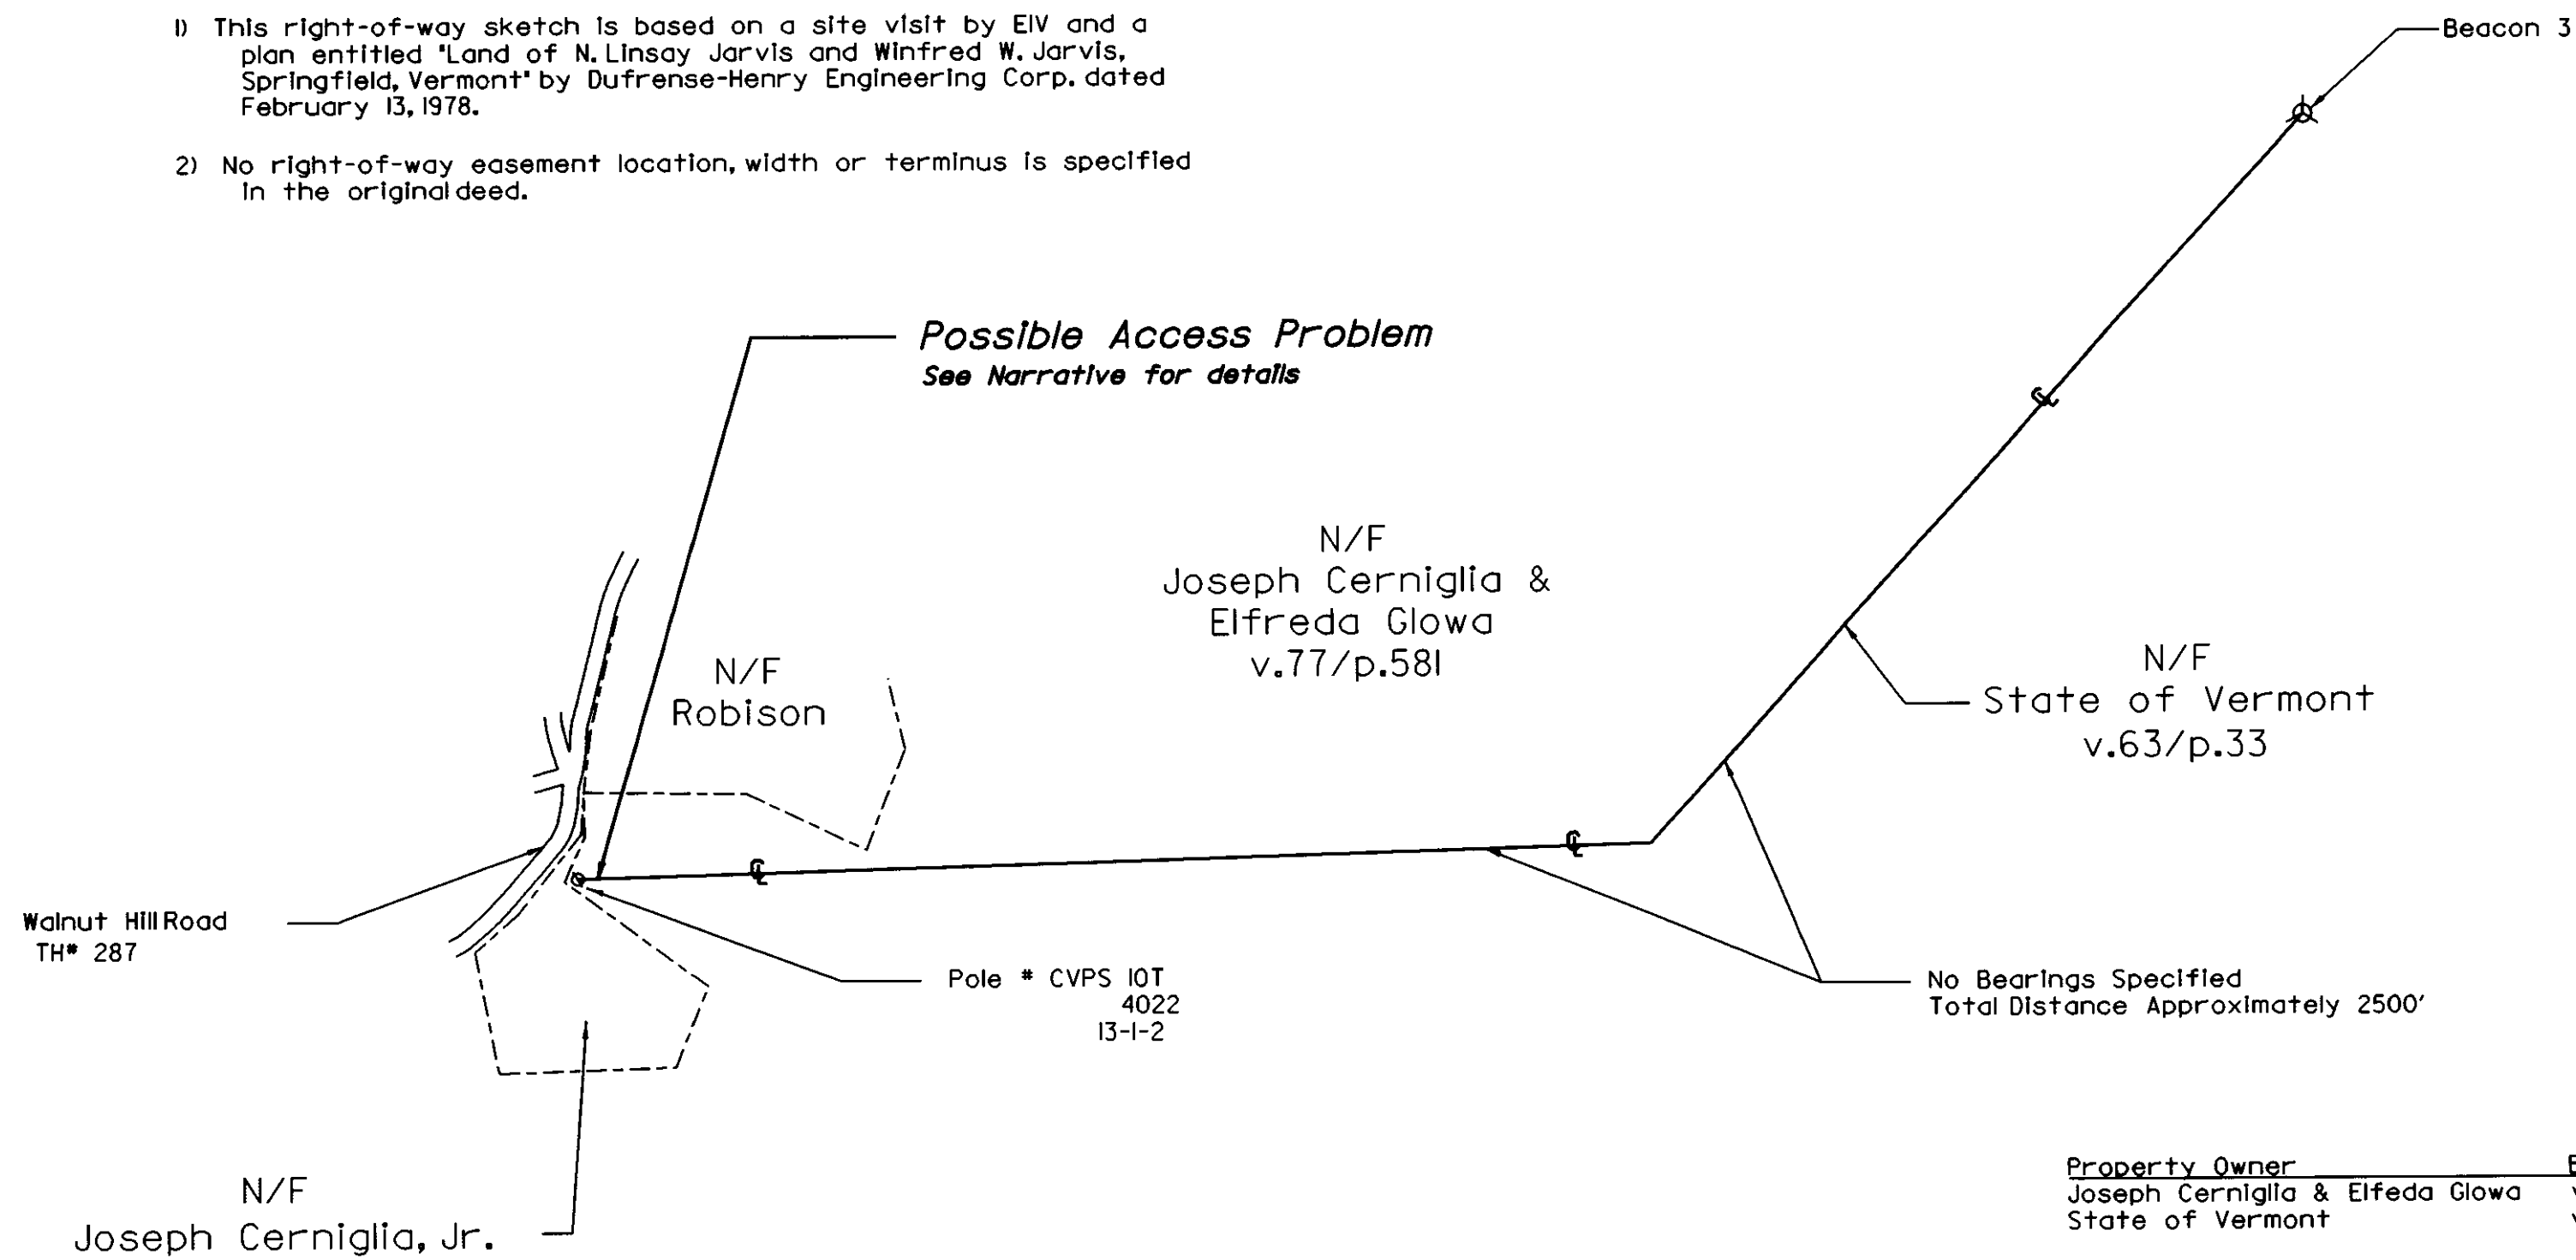 1) This right-of-way sketch is based on a site visit by EIV and a
plan entitled "Land of N. Linsay Jarvis and Winfred W. Jarvis,
Springfield, Vermont" by Dufrense-Henry Engineering Corp. dated
February 13, 1978.
2) No right-of-way easement location, width or terminus is specified
in the original deed.
Beacon 3
Possible Access Problem
See Narrative for details
N/F
Joseph Cerniglia &
Elfreda Glowa
v.77/p.581
N/F
Robison
N/F
State of Vermont
v.63/p.33
Walnut Hill Road
TH# 287
Pole # CVPS 10T
4022
13-1-2
No Bearings Specified
Total Distance Approximately 2500'
N/F
Joseph Cerniglia, Jr.
Property Owner
Joseph Cerniglia & Elfeda Glowa
State of Vermont